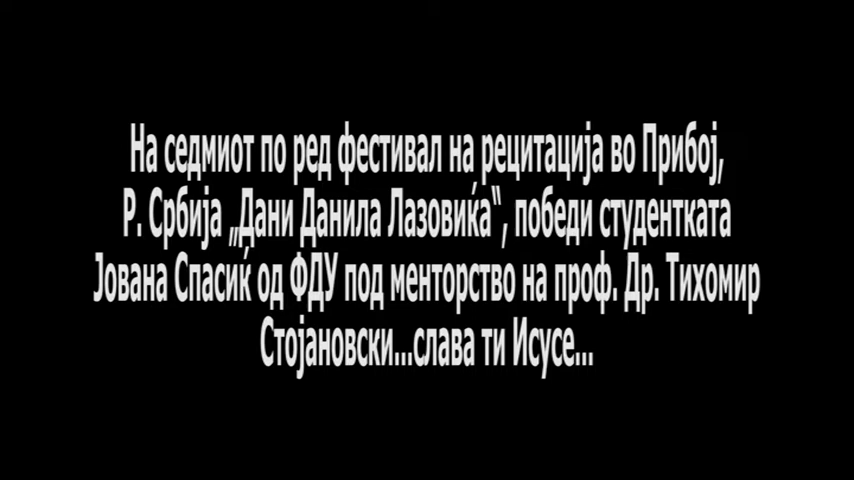 На седмиот по ред фестивал на рецитација во Прибој,
Р. Србија „Дани Данила Лазовиќа“, победи студентката
Јована Спасиќ од ФДУ под менторство на проф. Др. Тихомир
Стојановски...слава ти Исусе...